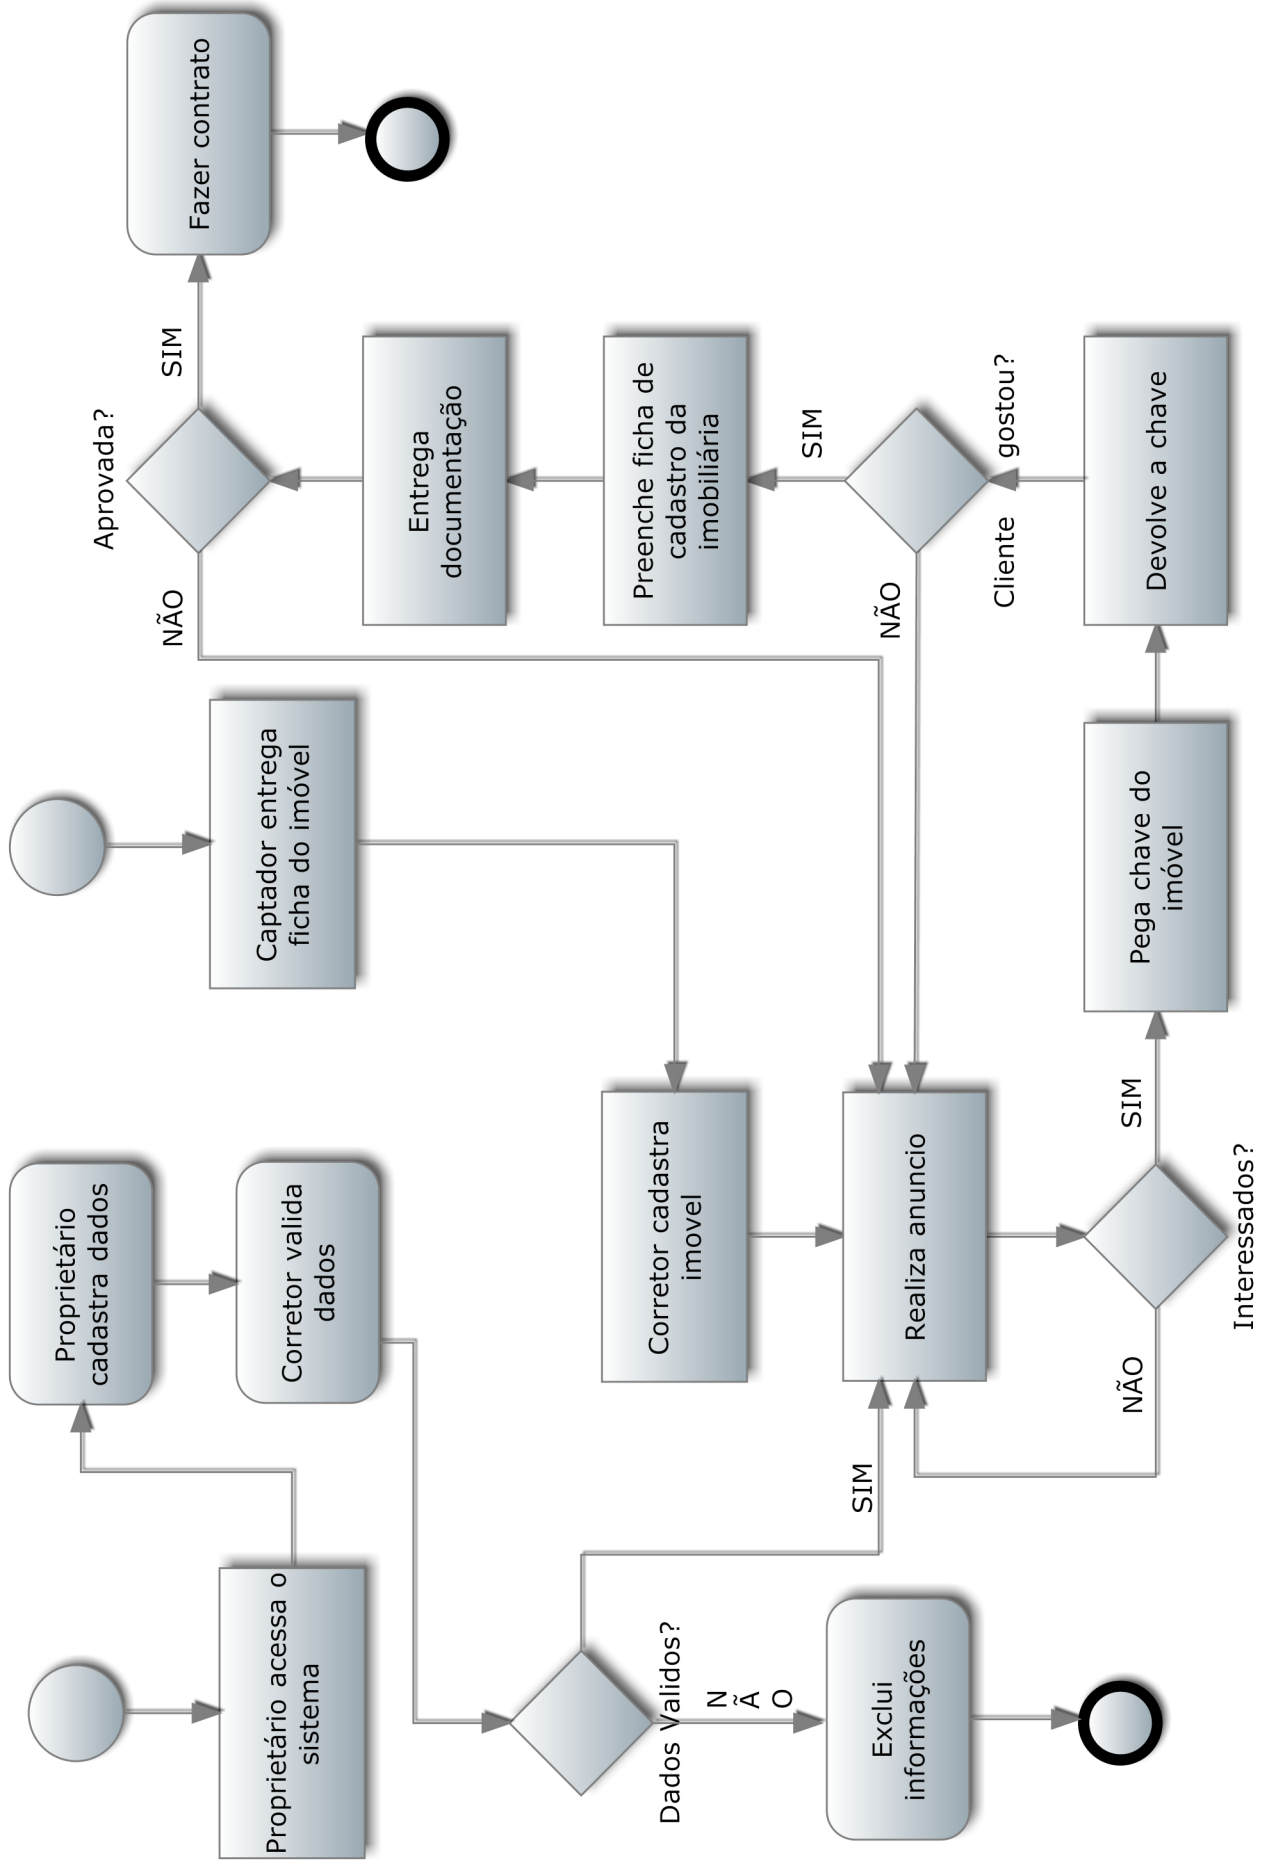 Proprietário acessa o
sistema
Proprietário
cadastra dados
Corretor valida
dados
Dados Validos?
SIM
N
Ã
O
Exclui
informações
Captador entrega
ficha do imóvel
Corretor cadastra
imovel
Realiza anuncio
Interessados?
NÃO
SIM
Pega chave do
imóvel
Devolve a chave
Cliente gostou?
NÃO
SIM
Preenche ficha de
cadastro da
imobiliária
Entrega
documentação
Aprovada?
NÃO
SIM
Fazer contrato